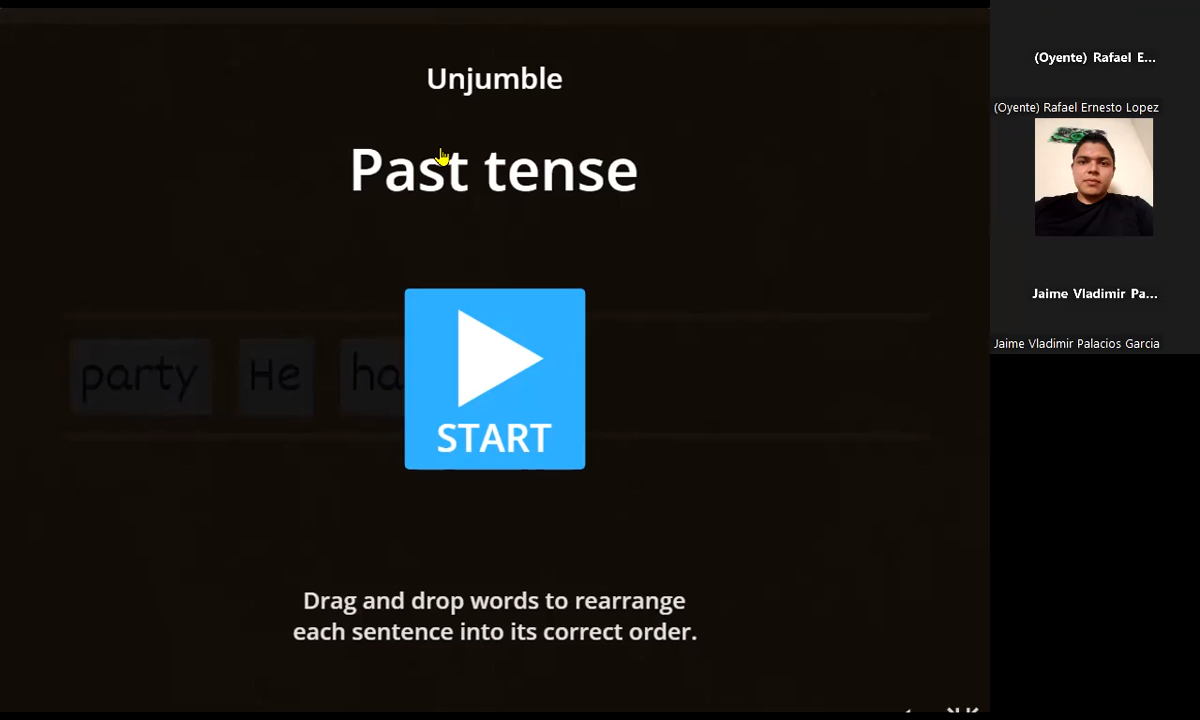 Unjumble
Past tense
party He ha
START
Drag and drop words to rearrange
each sentence into its correct order.
(Oyente) Rafael E...
(Oyente) Rafael Ernesto Lopez
Jaime Vladimir Pa...
Jaime Vladimir Palacios Garcia